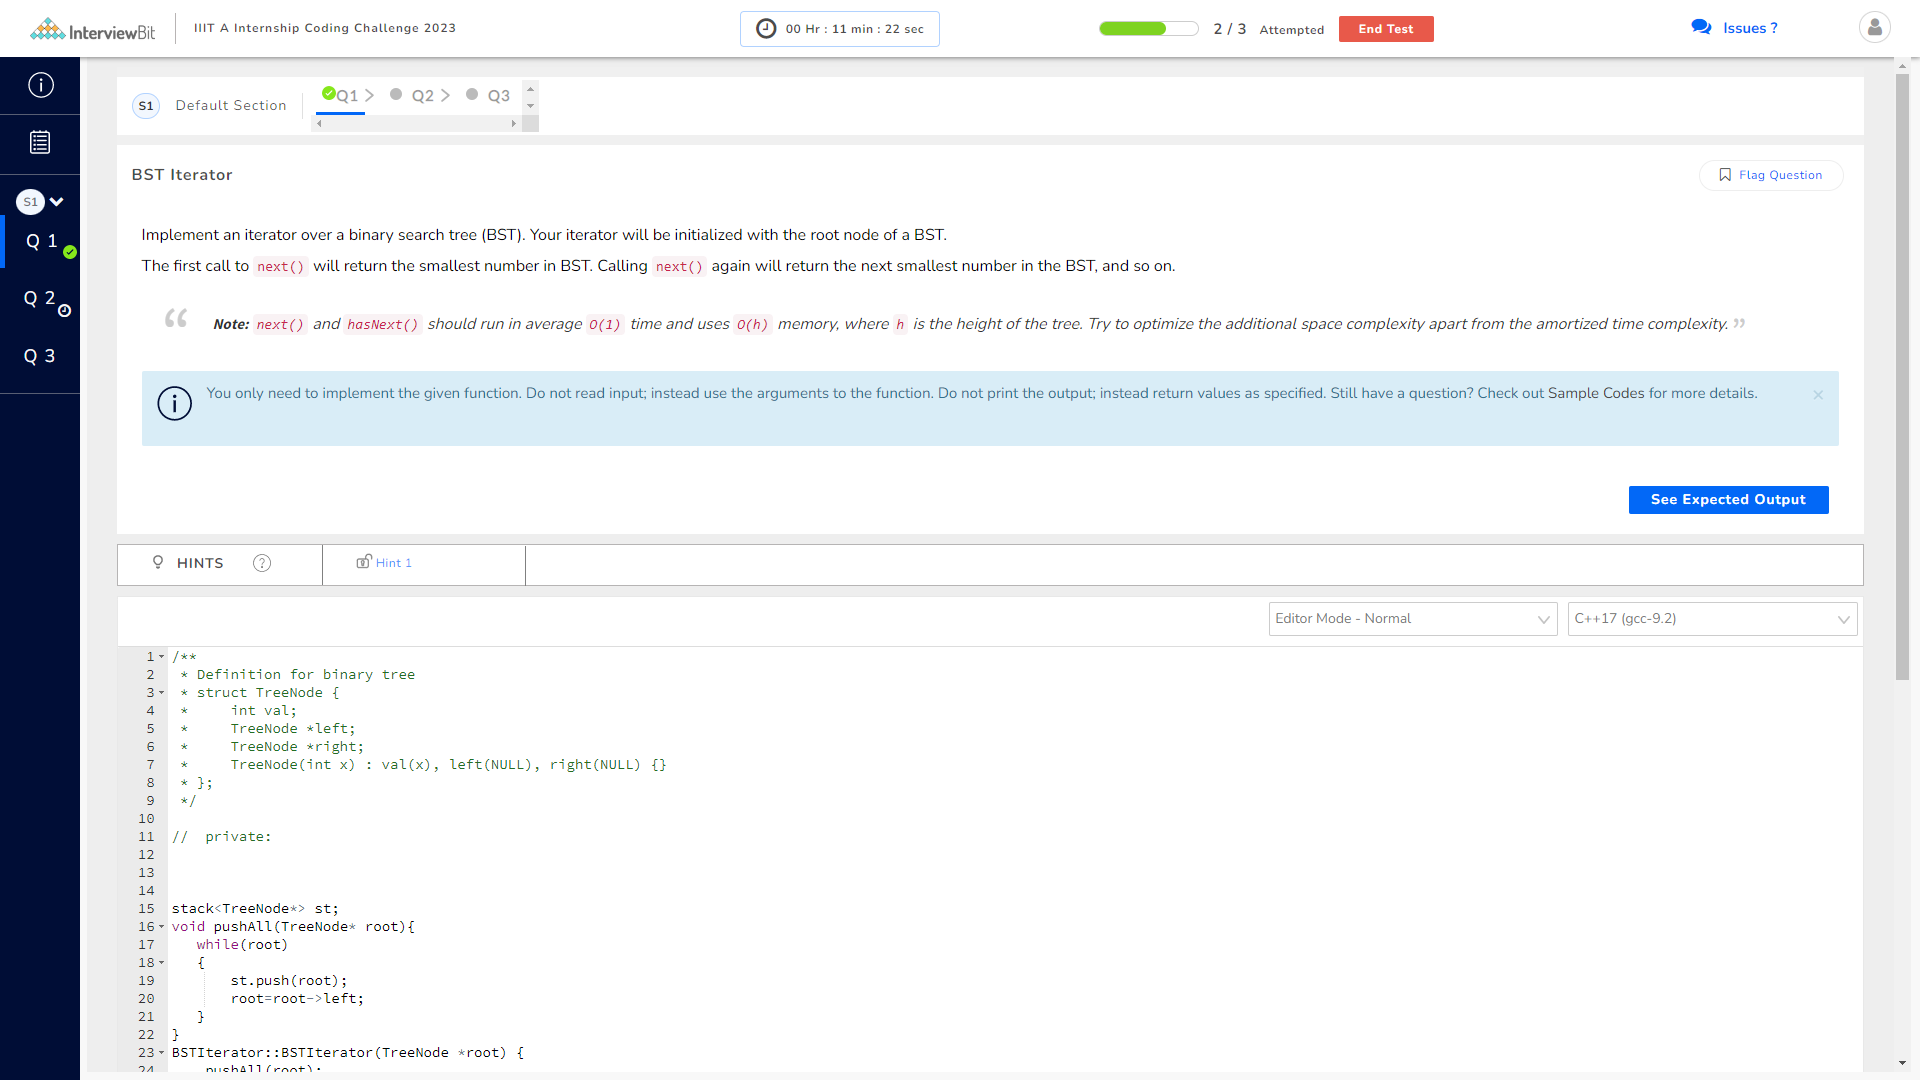 InterviewBit
IIIT A Internship Coding Challenge 2023
00 Hr : 11 min : 22 sec
2 / 3 Attempted
End Test
Issues ?
S1
Q 1
Q 2
Q 3
S1 Default Section
Q1
Q2
Q3
BST Iterator
Flag Question
Implement an iterator over a binary search tree (BST). Your iterator will be initialized with the root node of a BST.
The first call to next() will return the smallest number in BST. Calling next() again will return the next smallest number in the BST, and so on.
“ Note: next() and hasNext() should run in average O(1) time and uses O(h) memory, where h is the height of the tree. Try to optimize the additional space complexity apart from the amortized time complexity. ”
You only need to implement the given function. Do not read input; instead use the arguments to the function. Do not print the output; instead return values as specified. Still have a question? Check out Sample Codes for more details. ×
See Expected Output
HINTS ?
Hint 1
Editor Mode - Normal
C++17 (gcc-9.2)
1 /**
2  * Definition for binary tree
3  * struct TreeNode {
4  *     int val;
5  *     TreeNode *left;
6  *     TreeNode *right;
7  *     TreeNode(int x) : val(x), left(NULL), right(NULL) {}
8  * };
9  */
10
11 //  private:
12
13
14
15 stack<TreeNode*> st;
16 void pushAll(TreeNode* root){
17    while(root)
18    {
19        st.push(root);
20        root=root->left;
21    }
22 }
23 BSTIterator::BSTIterator(TreeNode *root) {
24     pushAll(root);